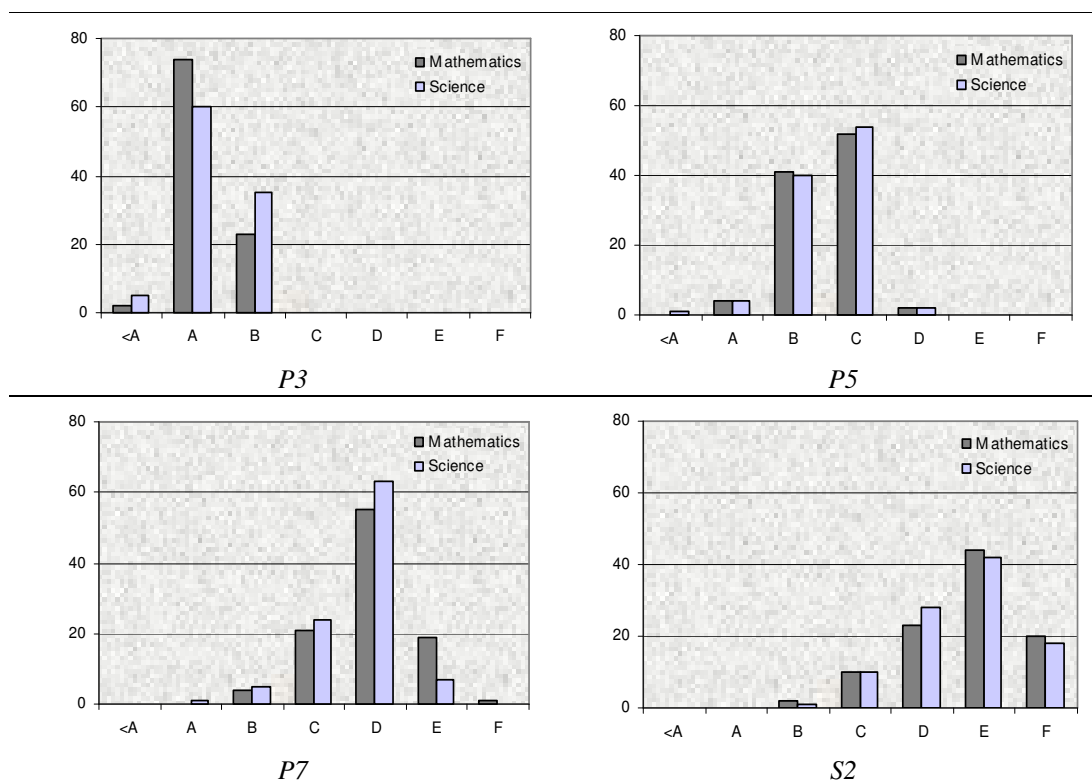 80
60
40
20
0
Mathematics
Science
<A A B C D E F
P3
80
60
40
20
0
Mathematics
Science
<A A B C D E F
P5
80
60
40
20
0
Mathematics
Science
<A A B C D E F
P7
80
60
40
20
0
Mathematics
Science
<A A B C D E F
S2